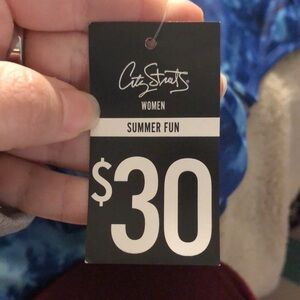 City Streets
WOMEN
SUMMER FUN
$30